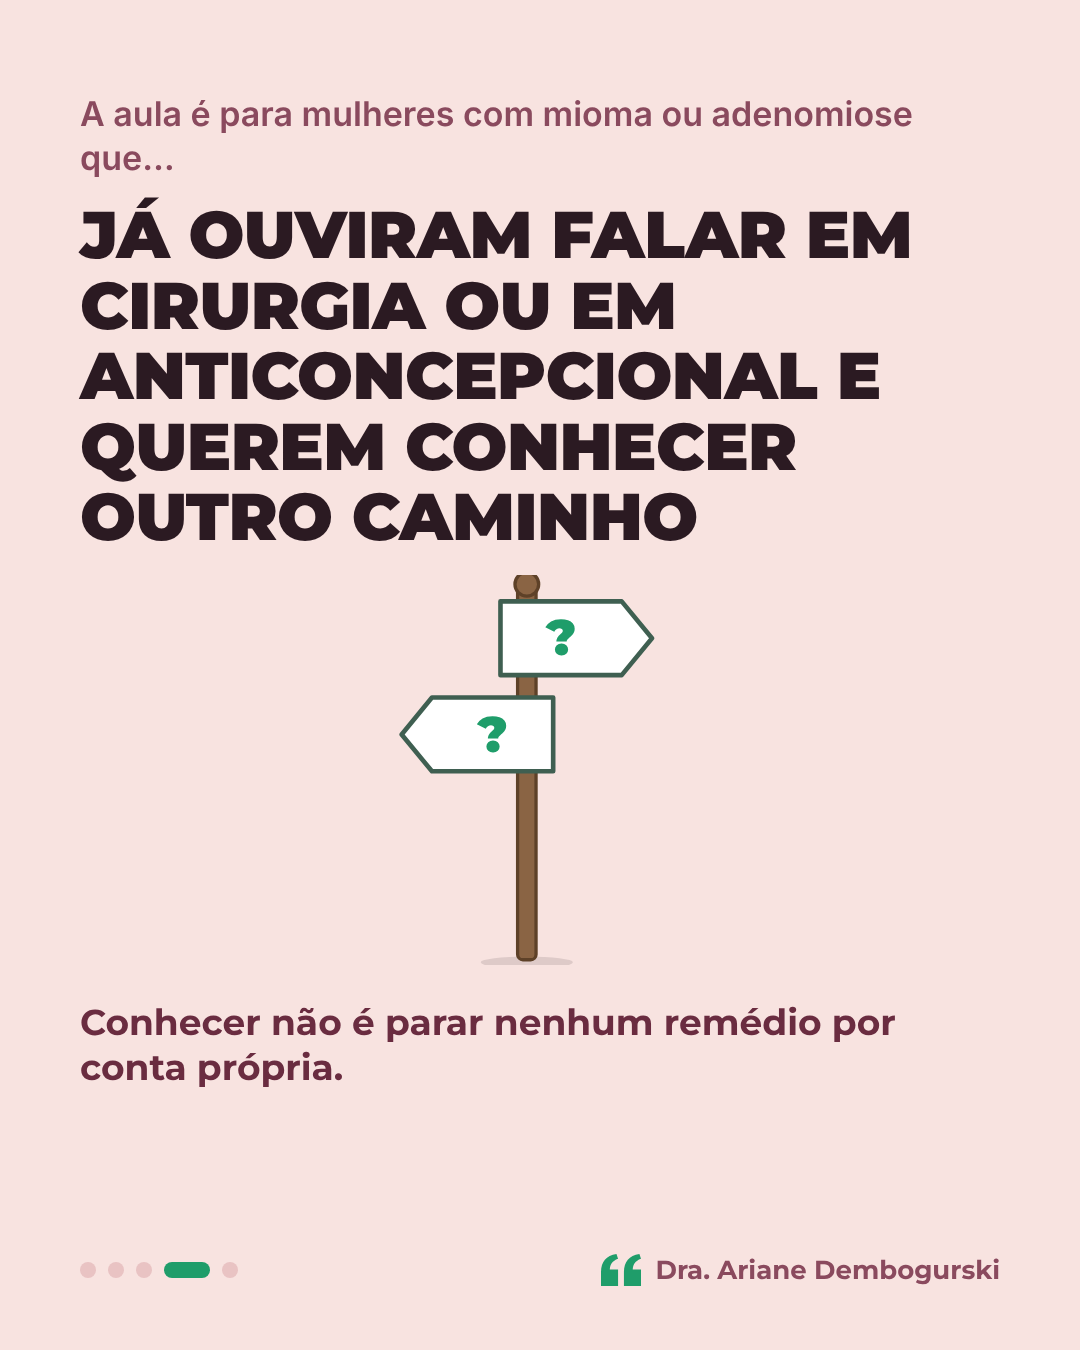 A aula é para mulheres com mioma ou adenomiose
que...
JÁ OUVIRAM FALAR EM
CIRURGIA OU EM
ANTICONCEPCIONAL E
QUEREM CONHECER
OUTRO CAMINHO
?
?
Conhecer não é parar nenhum remédio por
conta própria.
Dra. Ariane Dembogurski